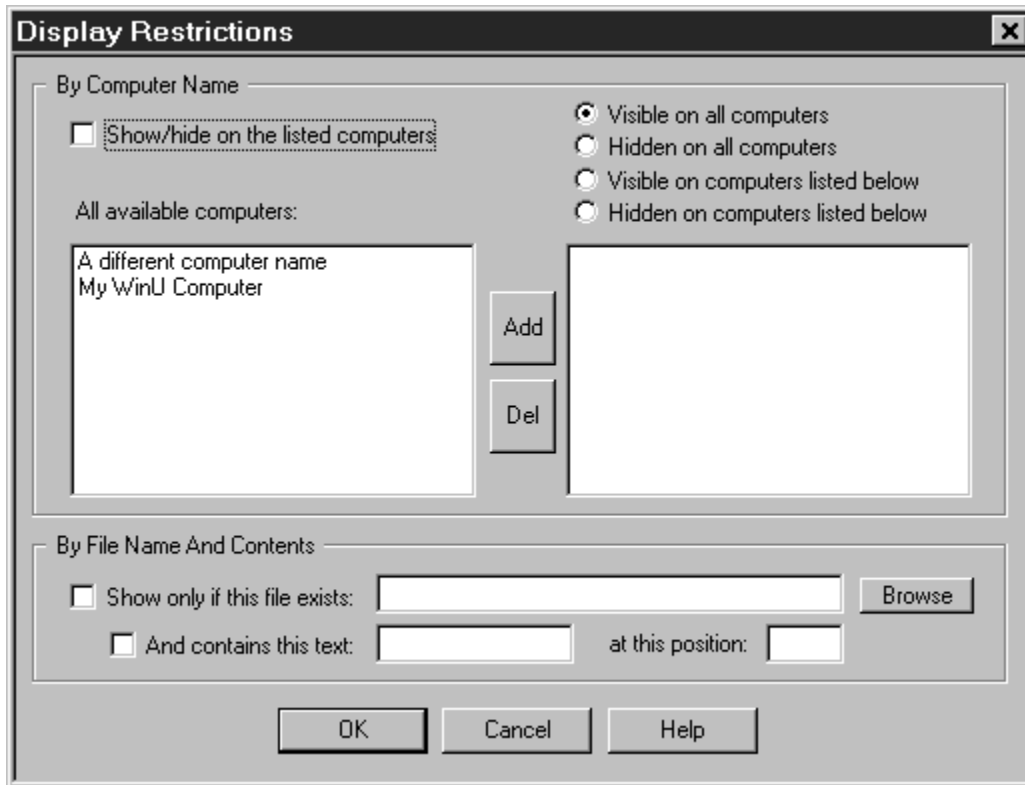 Display Restrictions
By Computer Name
Show/hide on the listed computers
Visible on all computers
Hidden on all computers
Visible on computers listed below
Hidden on computers listed below
All available computers:
A different computer name
My WinU Computer
Add
Del
By File Name And Contents
Show only if this file exists:
Browse
And contains this text:
at this position:
OK
Cancel
Help